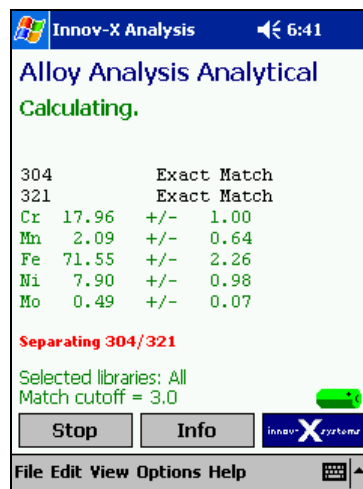 Innov-X Analysis 6:41
Alloy Analysis Analytical
Calculating.
304 Exact Match
321 Exact Match
Cr 17.96 +/- 1.00
Mn 2.09 +/- 0.64
Fe 71.55 +/- 2.26
Ni 7.90 +/- 0.98
Mo 0.49 +/- 0.07
Separating 304/321
Selected libraries: All
Match cutoff = 3.0
Stop Info innov-X systems
File Edit View Options Help